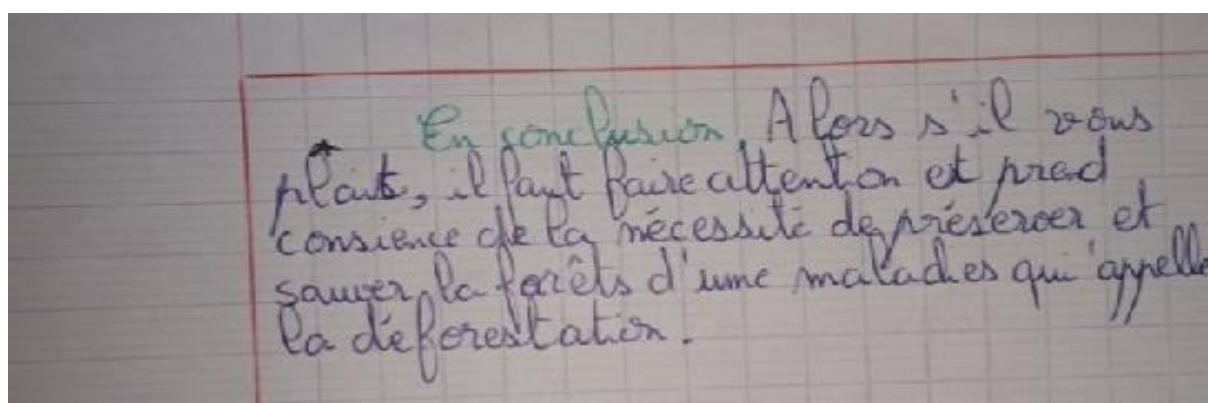 En conclusion, Alors s'il vous
plaits, il faut faire attention et prend
consience de la nécessité de préserver et
sauver la forêts d'une maladies qui appelle
la déforestation.